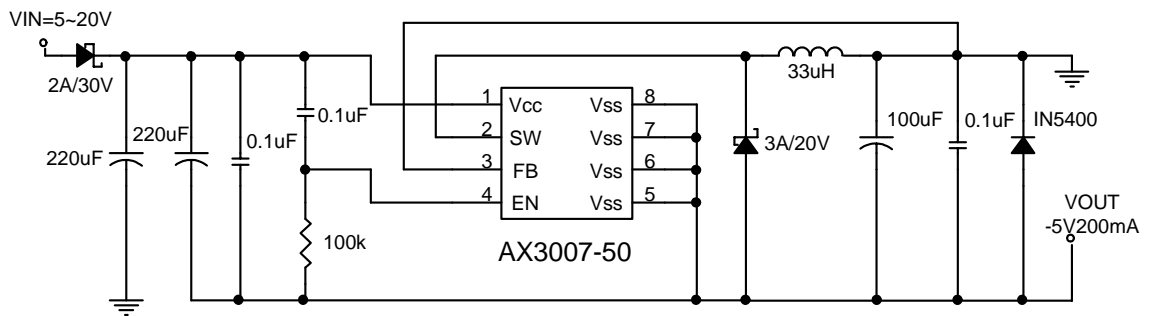 VIN=5~20V
2A/30V
33uH
220uF
220uF
0.1uF
0.1uF
100k
1
2
3
4
Vcc
SW
FB
EN
Vss
Vss
Vss
Vss
8
7
6
5
AX3007-50
3A/20V
100uF
0.1uF
IN5400
VOUT
-5V200mA